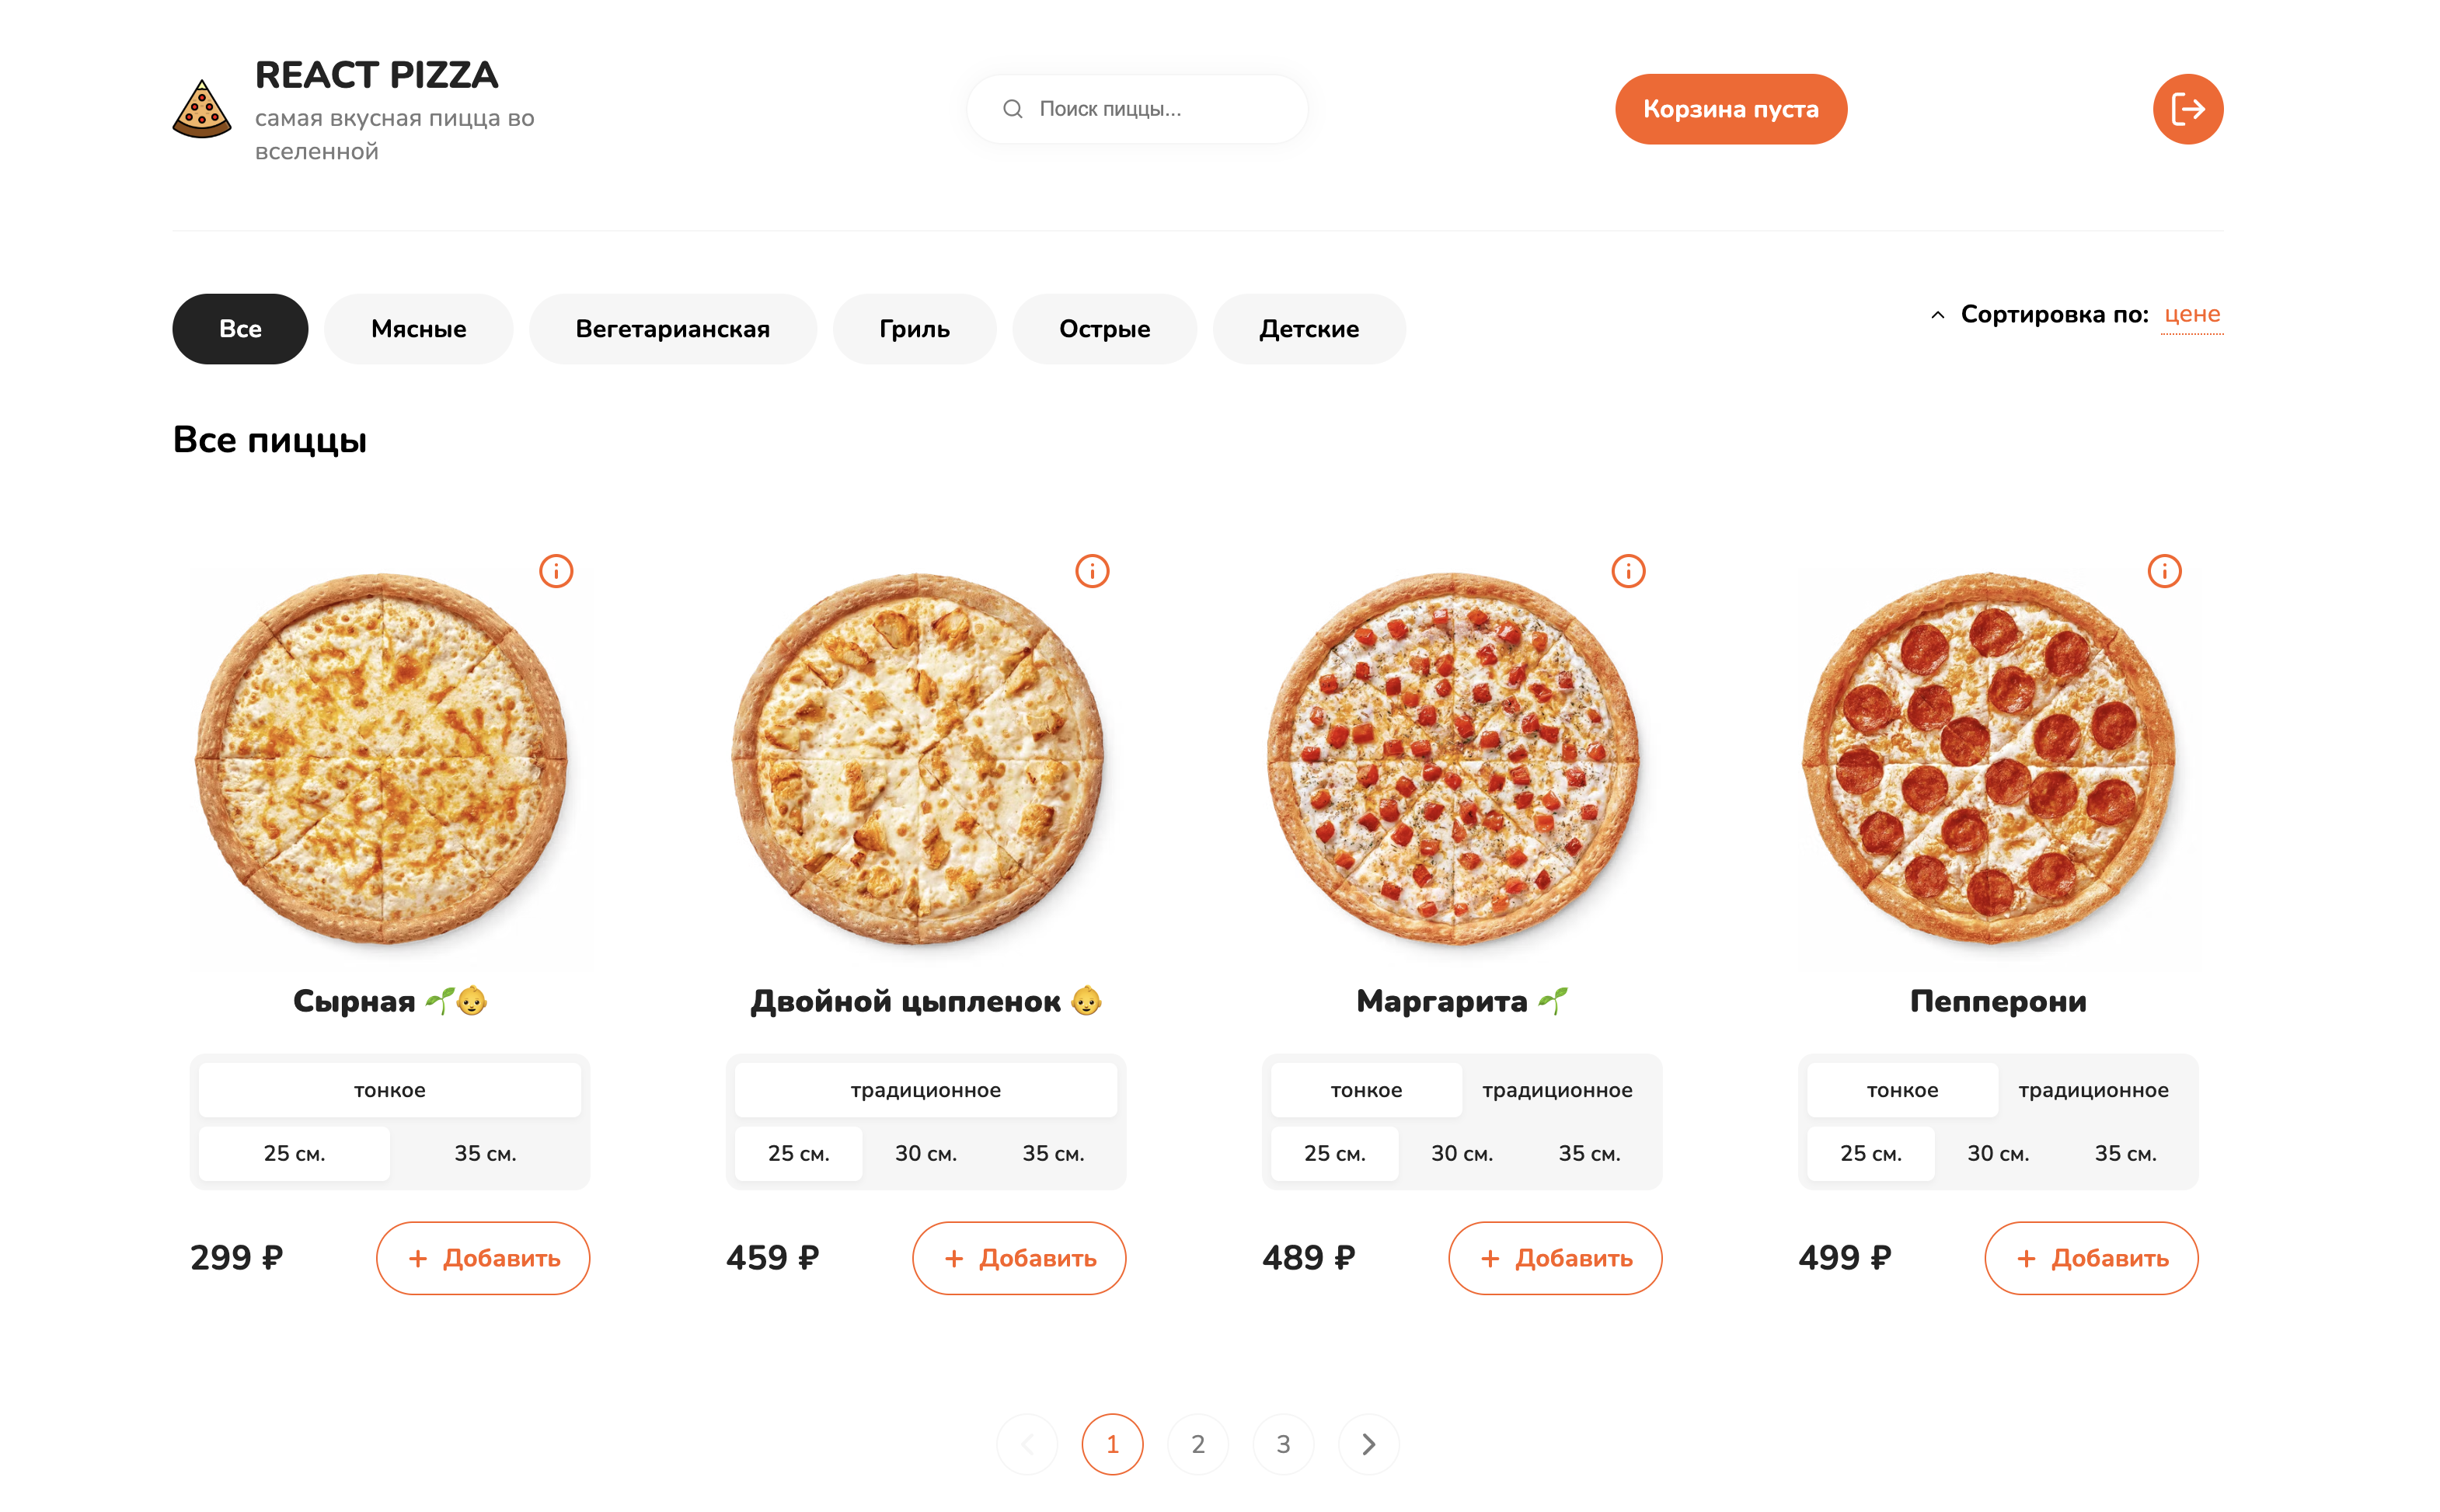 REACT PIZZA
самая вкусная пицца во
вселенной
Поиск пиццы...
Корзина пуста
Все
Мясные
Вегетарианская
Гриль
Острые
Детские
Сортировка по: цене
Все пиццы
Сырная 🌱👶
тонкое
25 см. 35 см.
299 ₽
+ Добавить
Двойной цыпленок 👶
традиционное
25 см. 30 см. 35 см.
459 ₽
+ Добавить
Маргарита 🌱
тонкое традиционное
25 см. 30 см. 35 см.
489 ₽
+ Добавить
Пепперони
тонкое традиционное
25 см. 30 см. 35 см.
499 ₽
+ Добавить
1 2 3